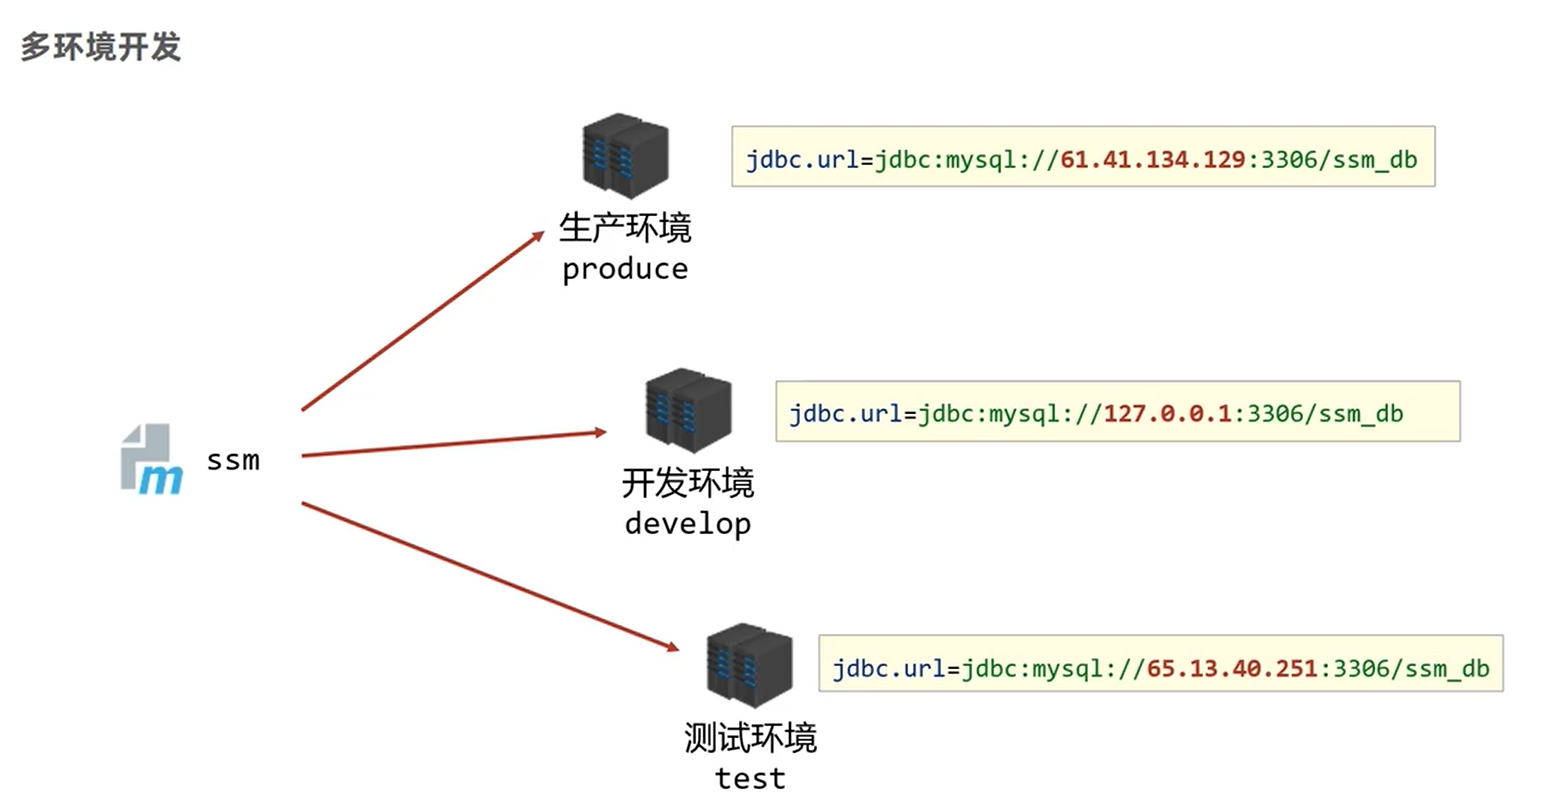 多环境开发
jdbc.url=jdbc:mysql://61.41.134.129:3306/ssm_db
生产环境
produce
jdbc.url=jdbc:mysql://127.0.0.1:3306/ssm_db
m
ssm
开发环境
develop
jdbc.url=jdbc:mysql://65.13.40.251:3306/ssm_db
测试环境
test